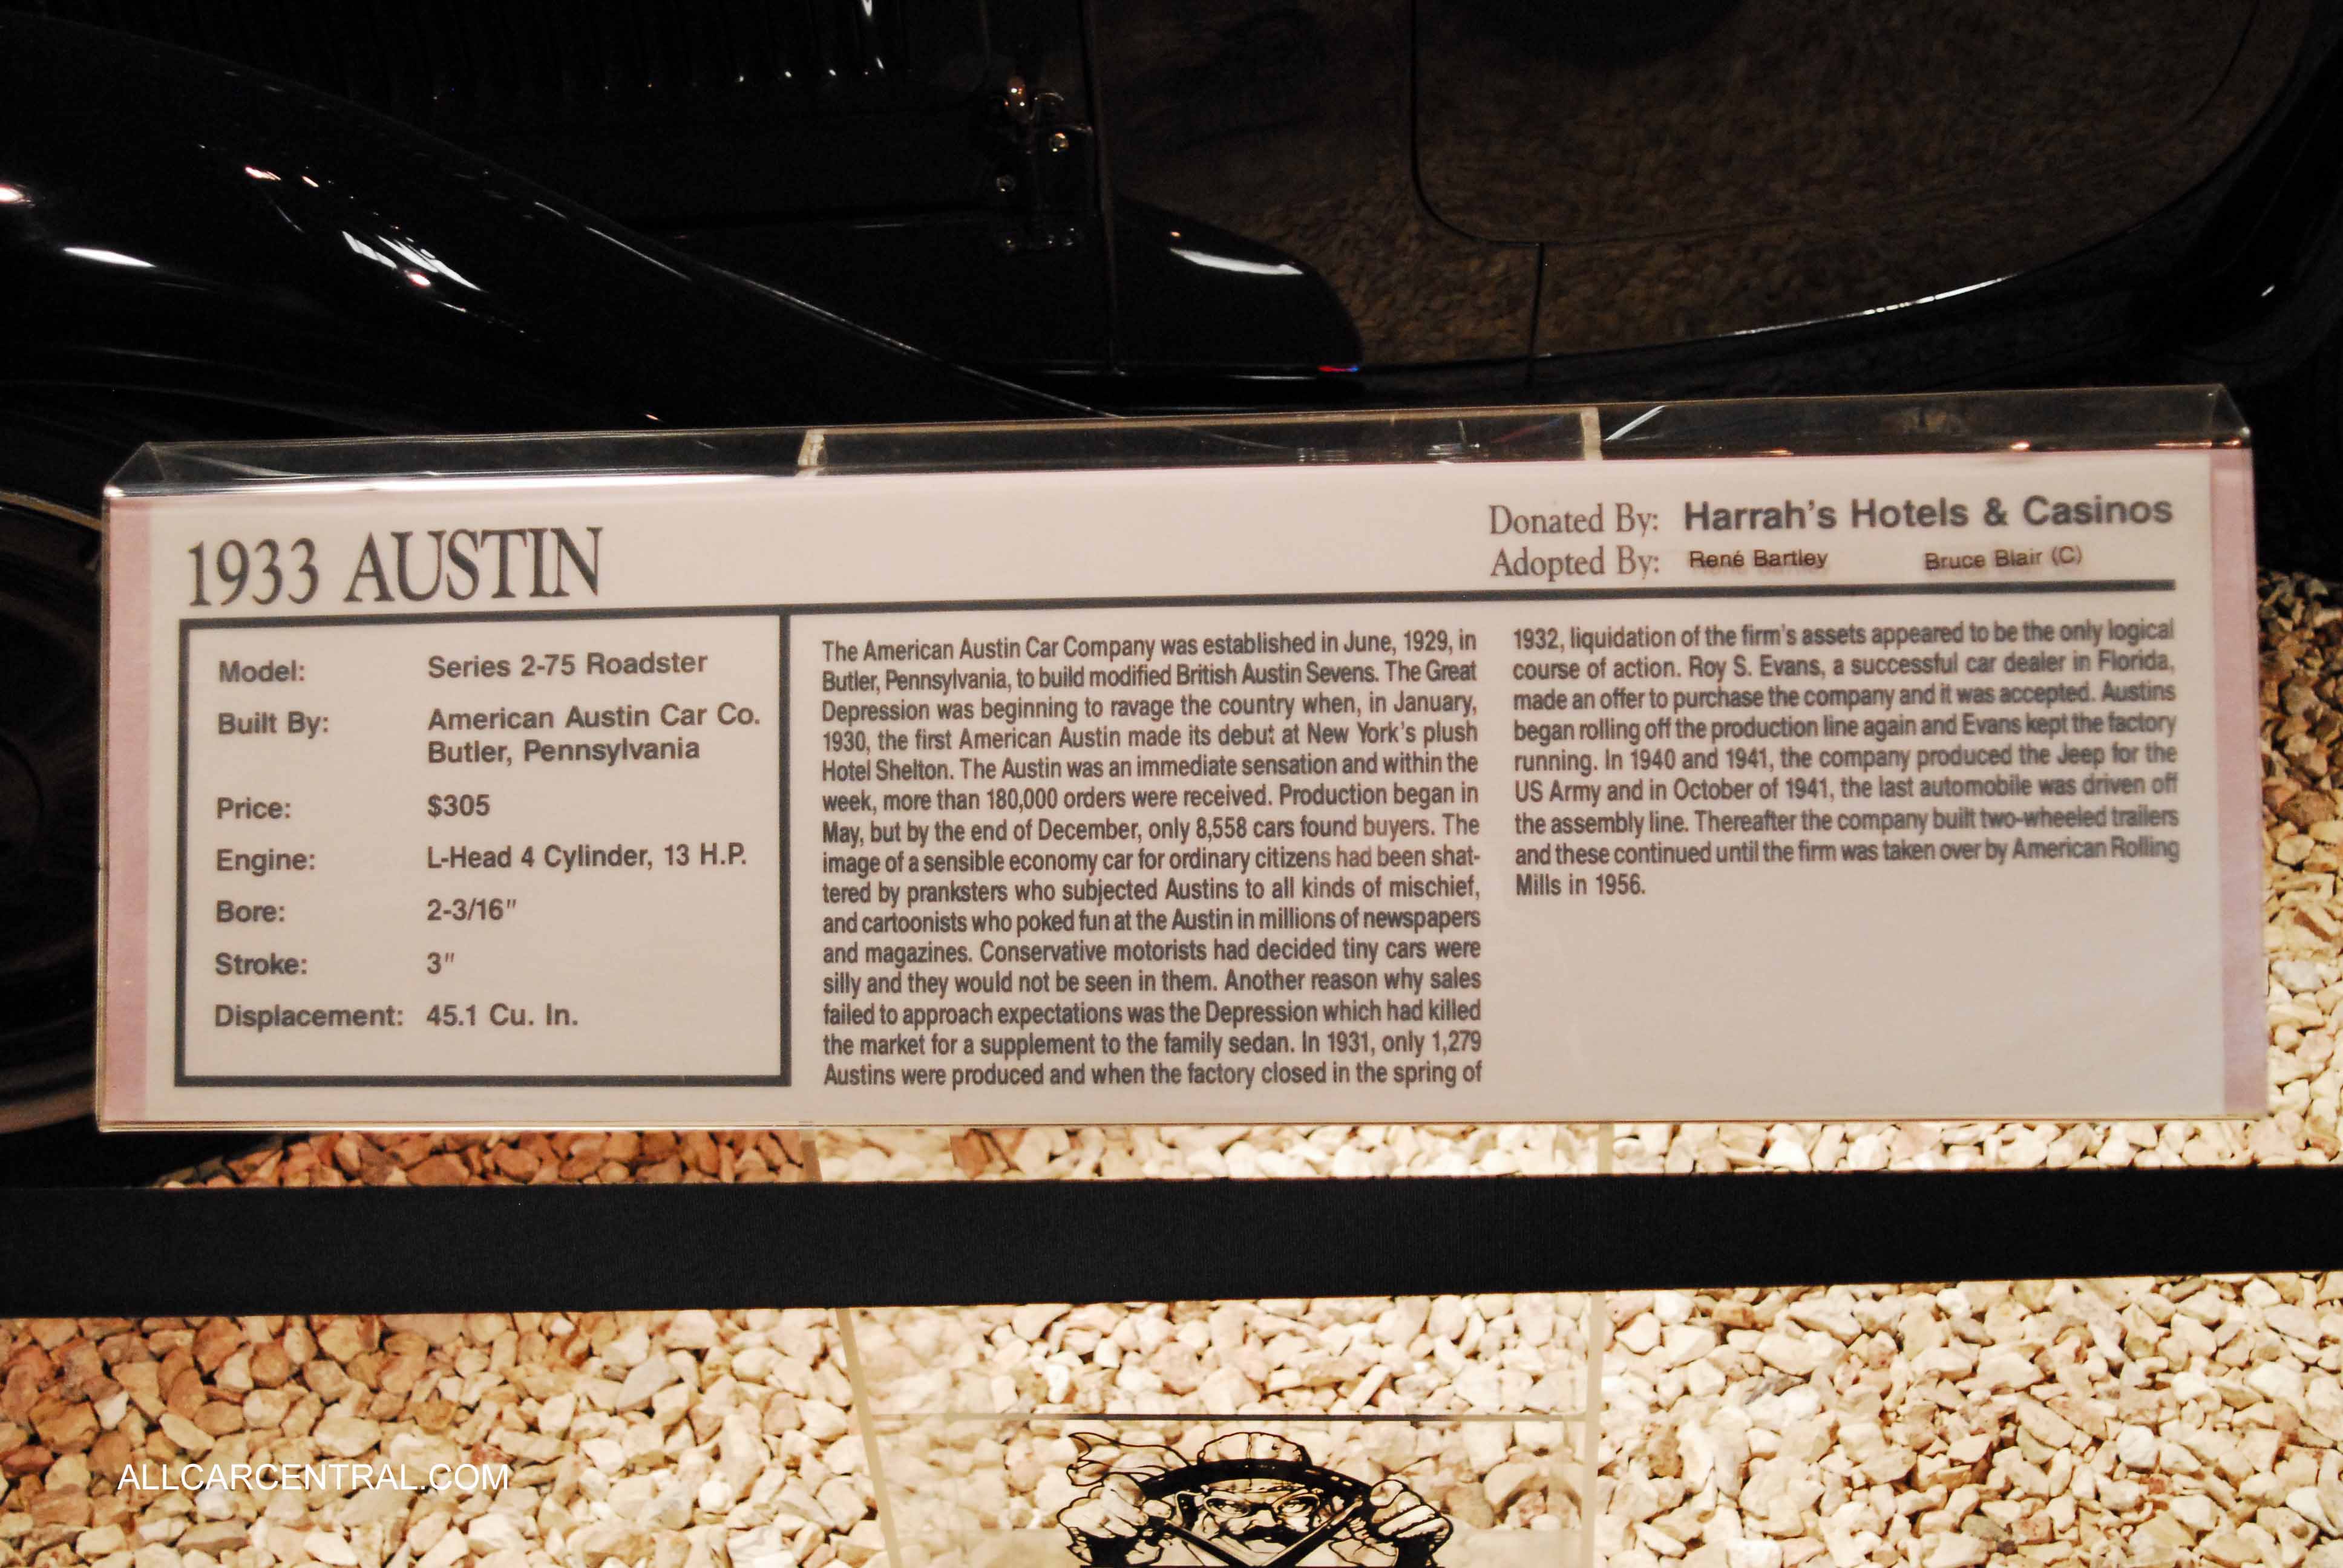 1933 AUSTIN
Donated By: Harrah's Hotels & Casinos
Adopted By: René Bartley Bruce Blair (C)
Model: Series 2-75 Roadster
Built By: American Austin Car Co.
Butler, Pennsylvania
Price: $305
Engine: L-Head 4 Cylinder, 13 H.P.
Bore: 2-3/16"
Stroke: 3"
Displacement: 45.1 Cu. In.
The American Austin Car Company was established in June, 1929, in
Butler, Pennsylvania, to build modified British Austin Sevens. The Great
Depression was beginning to ravage the country when, in January,
1930, the first American Austin made its debut at New York's plush
Hotel Shelton. The Austin was an immediate sensation and within the
week, more than 180,000 orders were received. Production began in
May, but by the end of December, only 8,558 cars found buyers. The
image of a sensible economy car for ordinary citizens had been shat-
tered by pranksters who subjected Austins to all kinds of mischief,
and cartoonists who poked fun at the Austin in millions of newspapers
and magazines. Conservative motorists had decided tiny cars were
silly and they would not be seen in them. Another reason why sales
failed to approach expectations was the Depression which had killed
the market for a supplement to the family sedan. In 1931, only 1,279
Austins were produced and when the factory closed in the spring of
1932, liquidation of the firm's assets appeared to be the only logical
course of action. Roy S. Evans, a successful car dealer in Florida,
made an offer to purchase the company and it was accepted. Austins
began rolling off the production line again and Evans kept the factory
running. In 1940 and 1941, the company produced the Jeep for the
US Army and in October of 1941, the last automobile was driven off
the assembly line. Thereafter the company built two-wheeled trailers
and these continued until the firm was taken over by American Rolling
Mills in 1956.
ALLCARCENTRAL.COM